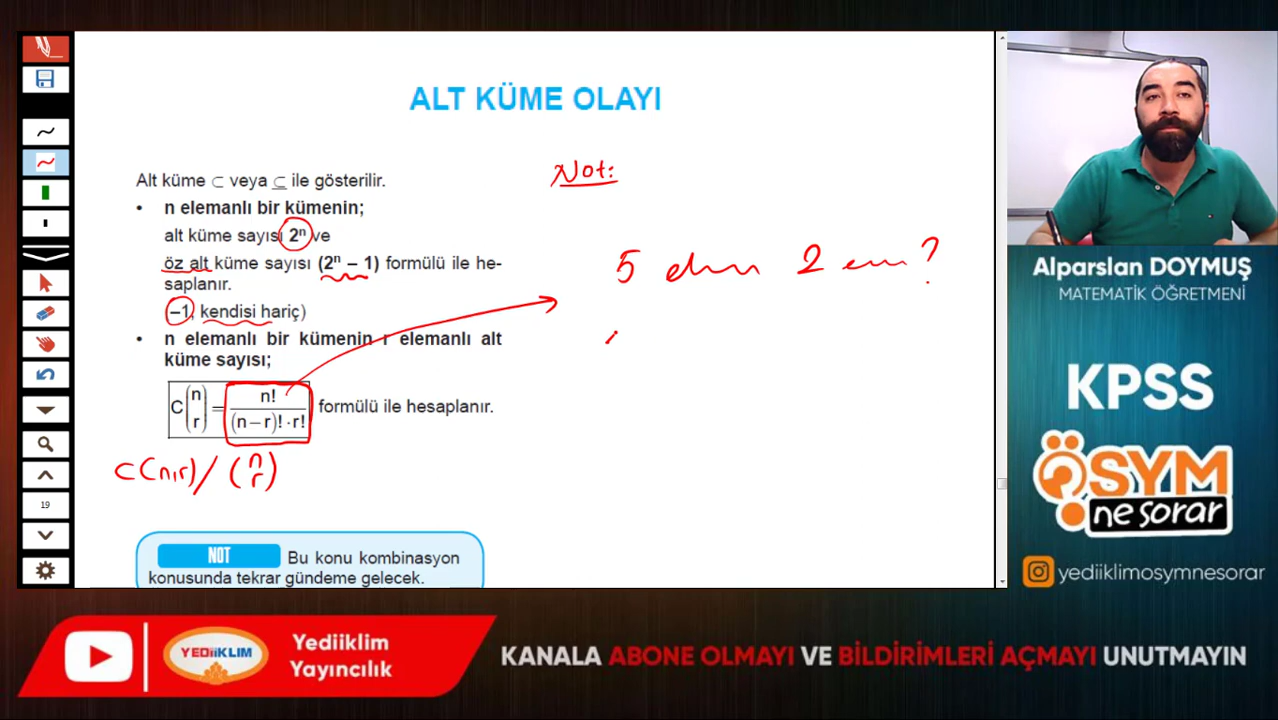 ALT KÜME OLAYI
Alt küme ⊂ veya ⊆ ile gösterilir.
• n elemanlı bir kümenin;
alt küme sayısı 2ⁿ ve
öz alt küme sayısı (2ⁿ – 1) formülü ile he-
saplanır.
(–1, kendisi hariç)
• n elemanlı bir kümenin r elemanlı alt
küme sayısı;
C(n r) = n! / (n–r)! · r! formülü ile hesaplanır.
C(n,r) / (n r)
NOT Bu konu kombinasyon
konusunda tekrar gündeme gelecek.
Not:
5 2 ?
19
Alparslan DOYMUŞ
MATEMATİK ÖĞRETMENİ
KPSS
ÖSYM
ne sorar
yediiklimosymnesorar
YEDİİKLİM
Yediiklim
Yayıncılık
KANALA ABONE OLMAYI VE BİLDİRİMLERİ AÇMAYI UNUTMAYIN